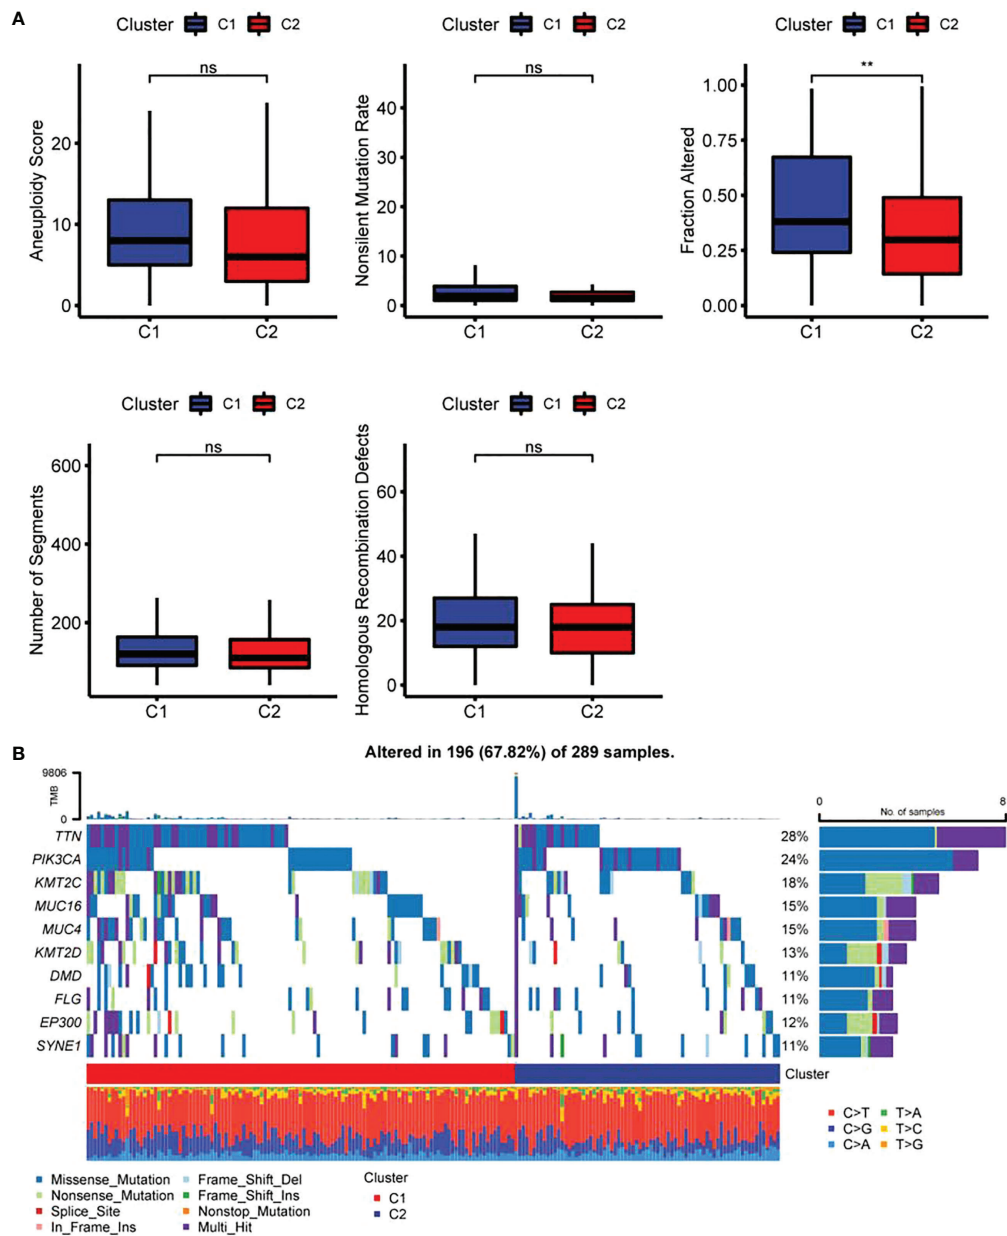 A
Cluster C1 C2
Cluster C1 C2
Cluster C1 C2
ns
ns
**
Aneuploidy Score
20
10
0
C1 C2
Nonsilent Mutation Rate
40
30
20
10
0
C1 C2
Fraction Altered
1.00
0.75
0.50
0.25
0.00
C1 C2
Cluster C1 C2
Cluster C1 C2
ns
ns
Number of Segments
600
400
200
C1 C2
Homologous Recombination Defects
60
40
20
0
C1 C2
B
Altered in 196 (67.82%) of 289 samples.
9806
TMB
0
0 8
No. of samples
TTN 28%
PIK3CA 24%
KMT2C 18%
MUC16 15%
MUC4 15%
KMT2D 13%
DMD 11%
FLG 11%
EP300 12%
SYNE1 11%
Cluster
C>T T>A
C>G T>C
C>A T>G
Missense_Mutation Frame_Shift_Del
Nonsense_Mutation Frame_Shift_Ins
Splice_Site Nonstop_Mutation
In_Frame_Ins Multi_Hit
Cluster
C1
C2